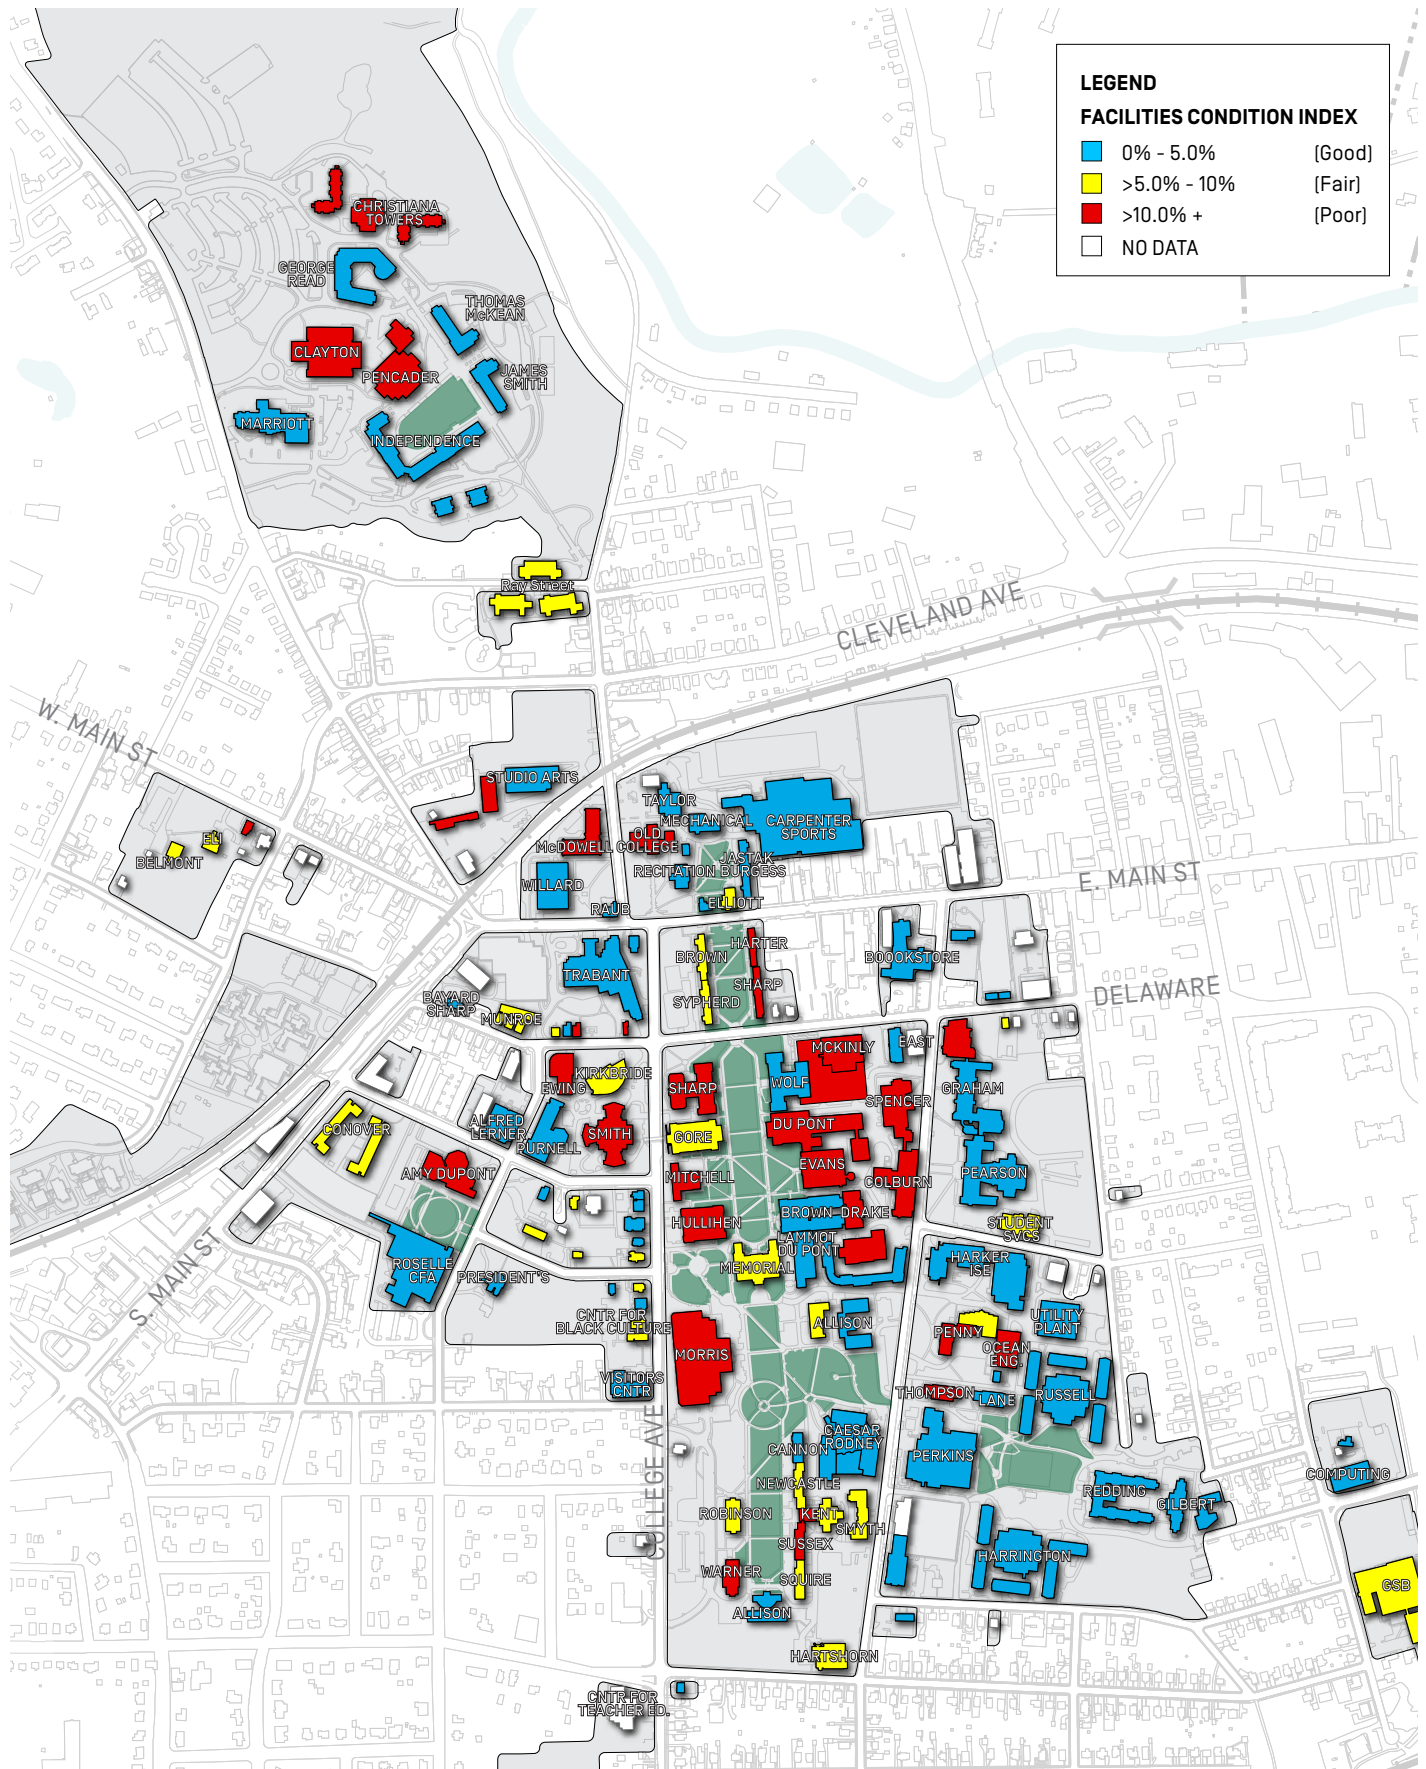 LEGEND
FACILITIES CONDITION INDEX
0% - 5.0% (Good)
>5.0% - 10% (Fair)
>10.0% + (Poor)
NO DATA
CHRISTIANA
TOWERS
GEORGE
READ
THOMAS
McKEAN
CLAYTON
PENCADER
JAMES
SMITH
MARRIOTT
INDEPENDENCE
Ray Street
CLEVELAND AVE
W. MAIN ST
STUDIO ARTS
TAYLOR
MECHANICAL
CARPENTER
SPORTS
OLD
COLLEGE
McDOWELL
ELI
BELMONT
JASTAK
BURGESS
RECITATION
WILLARD
RAUB
ELLIOTT
E. MAIN ST
HARTER
BROWN
BOOOKSTORE
TRABANT
SHARP
SYPHERD
DELAWARE
BAYARD
SHARP
MUNROE
EAST
MCKINLY
KIRKBRIDE
EWING
SHARP
WOLF
GRAHAM
SPENCER
ALFRED
LERNER
DU PONT
CONOVER
SMITH
GORE
PURNELL
EVANS
AMY DUPONT
MITCHELL
PEARSON
COLBURN
BROWN
DRAKE
HULLIHEN
STUDENT
SVCS
LAMMOT
DU PONT
S. MAIN ST
MEMORIAL
HARKER
ISE
ROSELLE
CFA
PRESIDENT'S
CNTR FOR
BLACK CULTURE
ALLISON
UTILITY
PLANT
PENNY
OCEAN
ENG.
MORRIS
VISITORS
CNTR
THOMPSON
LANE
RUSSELL
COLLEGE AVE
CAESAR
RODNEY
CANNON
PERKINS
COMPUTING
NEWCASTLE
REDDING
GILBERT
ROBINSON
KENT
SMYTH
SUSSEX
HARRINGTON
WARNER
SQUIRE
GSB
ALLISON
HARTSHORN
CNTR FOR
TEACHER ED.